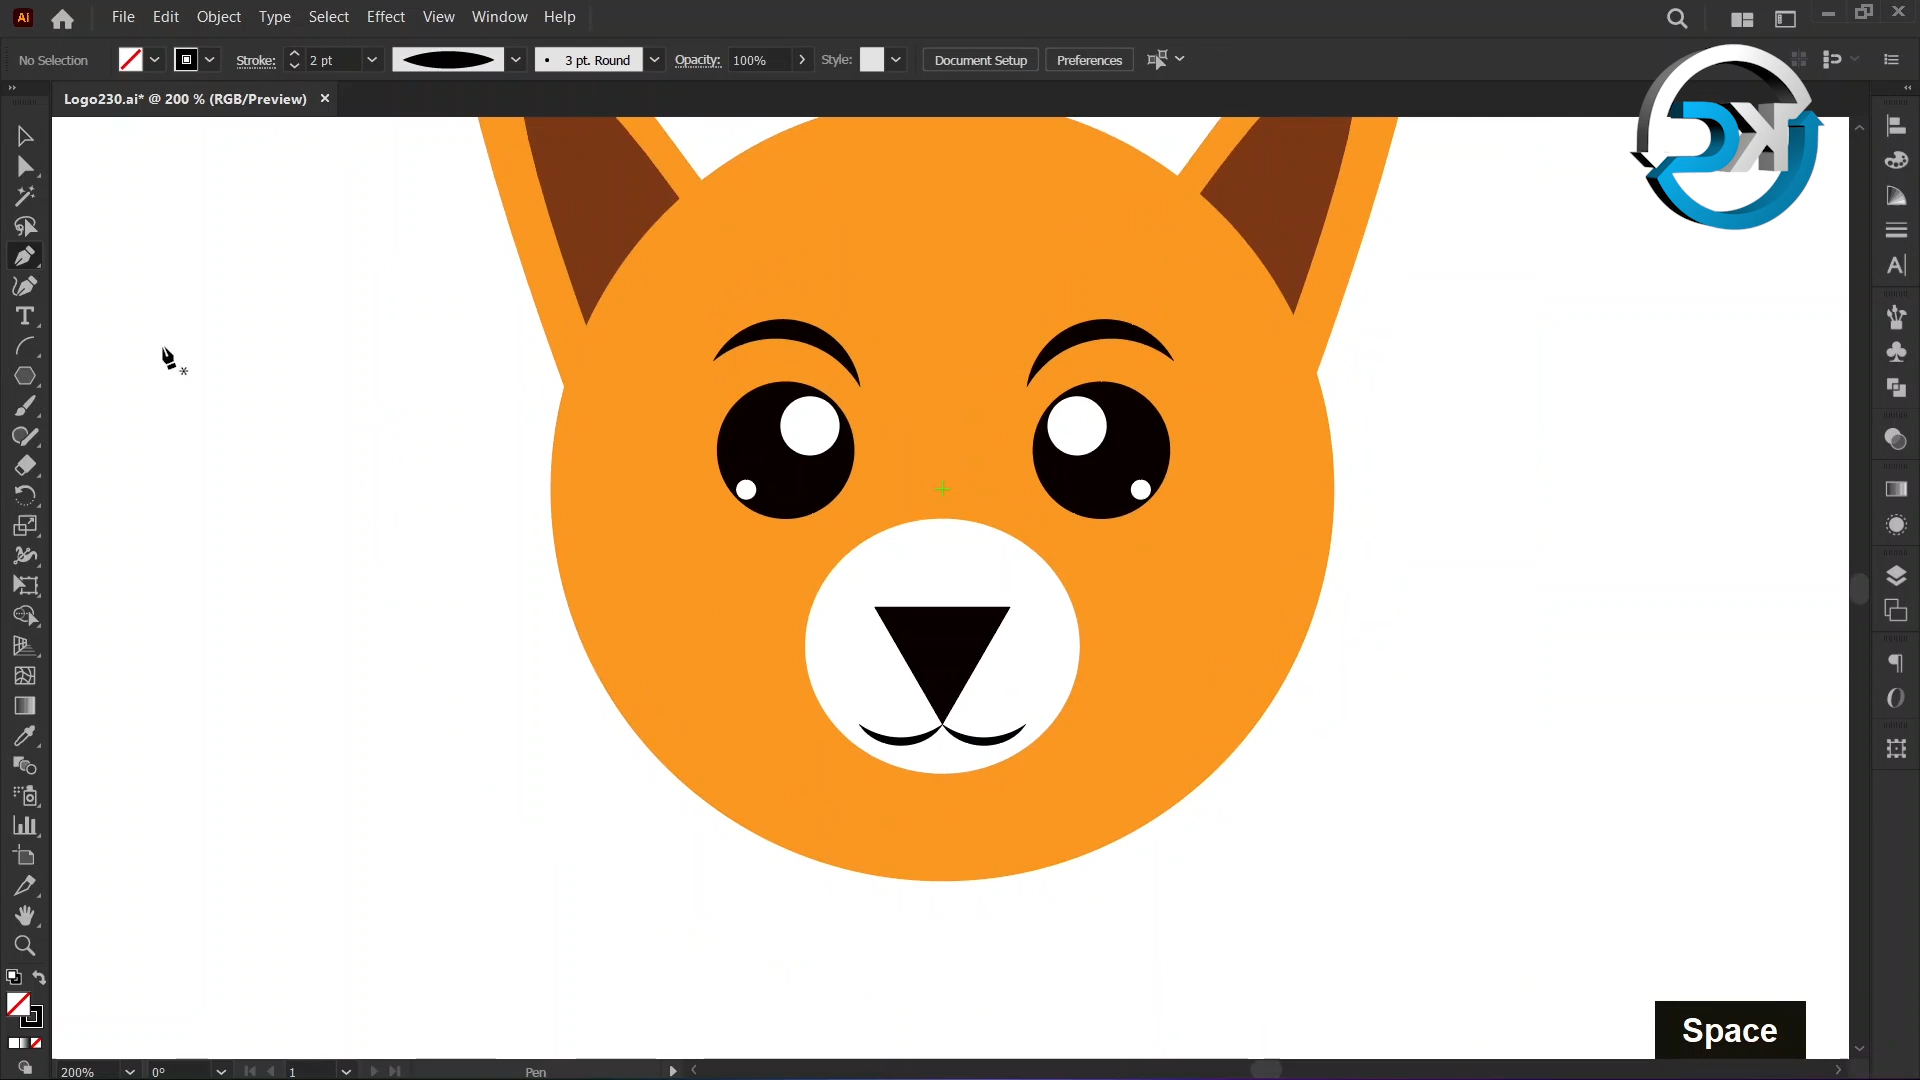 Ai File Edit Object Type Select Effect View Window Help
No Selection Stroke: 2 pt 3 pt. Round Opacity: 100% Style: Document Setup Preferences
Logo230.ai* @ 200 % (RGB/Preview)
Space
200% 0° 1 Pen